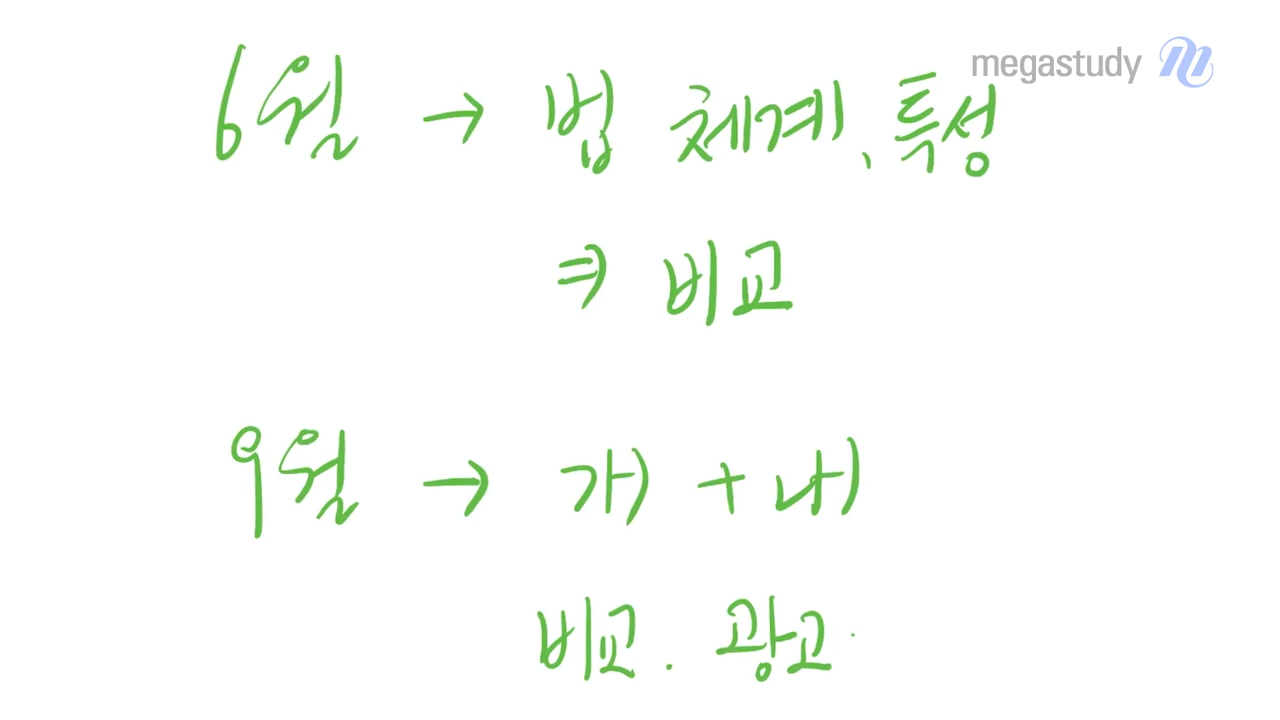 megastudy
6월 → 법 체계, 특성
⇒ 비교
9월 → 가) + 나)
비교. 광고